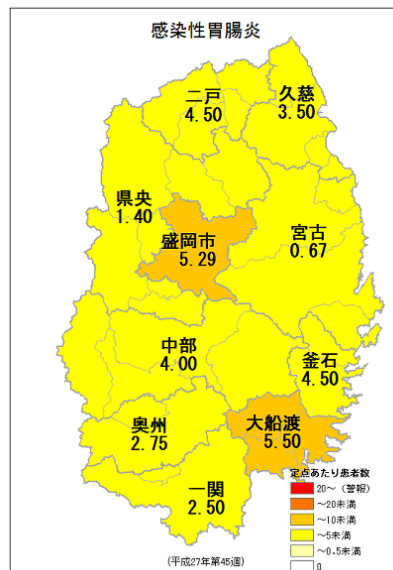 感染性胃腸炎
二戸
4.50
久慈
3.50
県央
1.40
盛岡市
5.29
宮古
0.67
中部
4.00
釜石
4.50
奥州
2.75
大船渡
5.50
一関
2.50
定点あたり患者数
20～（警報）
～20未満
～10未満
～5未満
～0.5未満
0
(平成27年第45週)